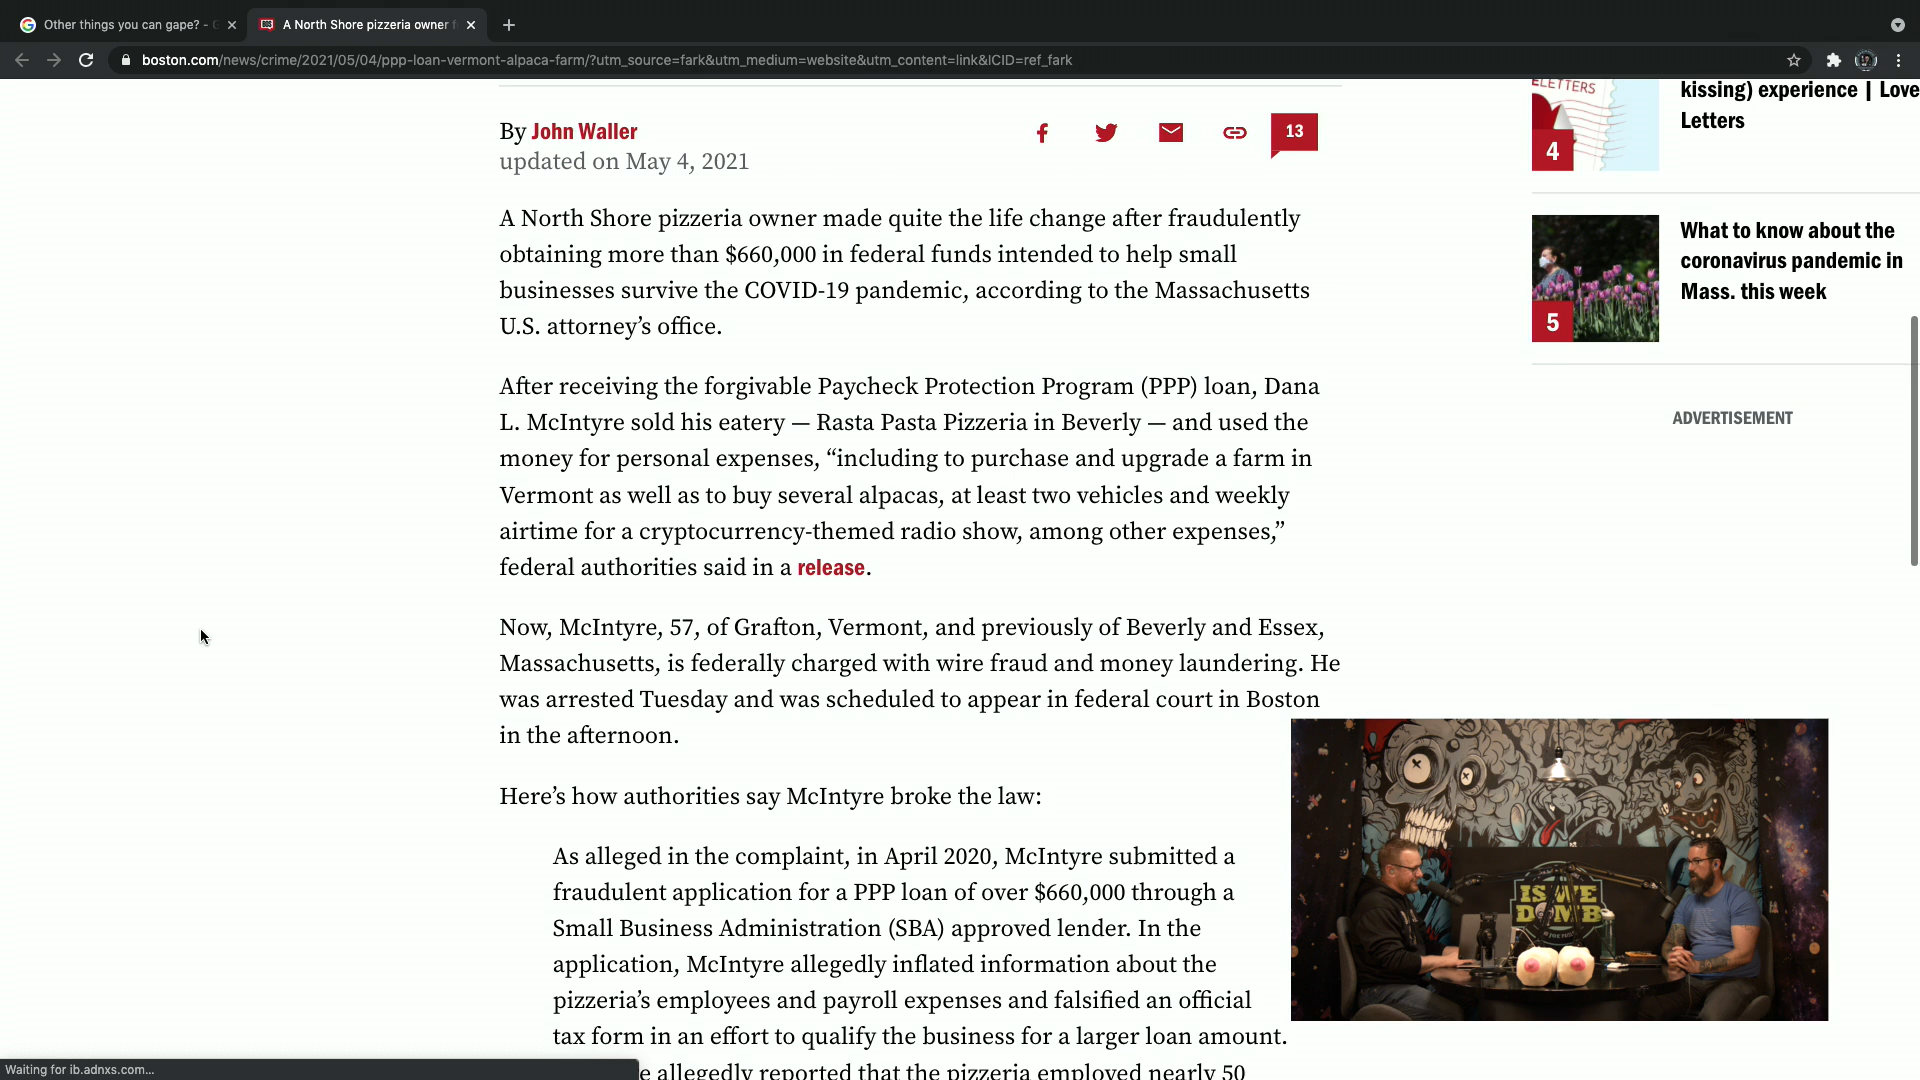 Other things you can gape? - G
A North Shore pizzeria owner f
boston.com/news/crime/2021/05/04/ppp-loan-vermont-alpaca-farm/?utm_source=fark&utm_medium=website&utm_content=link&ICID=ref_fark
By John Waller
updated on May 4, 2021
13
A North Shore pizzeria owner made quite the life change after fraudulently
obtaining more than $660,000 in federal funds intended to help small
businesses survive the COVID-19 pandemic, according to the Massachusetts
U.S. attorney’s office.
After receiving the forgivable Paycheck Protection Program (PPP) loan, Dana
L. McIntyre sold his eatery — Rasta Pasta Pizzeria in Beverly — and used the
money for personal expenses, “including to purchase and upgrade a farm in
Vermont as well as to buy several alpacas, at least two vehicles and weekly
airtime for a cryptocurrency-themed radio show, among other expenses,”
federal authorities said in a release.
Now, McIntyre, 57, of Grafton, Vermont, and previously of Beverly and Essex,
Massachusetts, is federally charged with wire fraud and money laundering. He
was arrested Tuesday and was scheduled to appear in federal court in Boston
in the afternoon.
Here’s how authorities say McIntyre broke the law:
As alleged in the complaint, in April 2020, McIntyre submitted a
fraudulent application for a PPP loan of over $660,000 through a
Small Business Administration (SBA) approved lender. In the
application, McIntyre allegedly inflated information about the
pizzeria’s employees and payroll expenses and falsified an official
tax form in an effort to qualify the business for a larger loan amount.
e allegedly reported that the pizzeria employed nearly 50
ELETTERS
4
kissing) experience | Love
Letters
5
What to know about the
coronavirus pandemic in
Mass. this week
ADVERTISEMENT
IS WE
DUMB
Waiting for ib.adnxs.com...